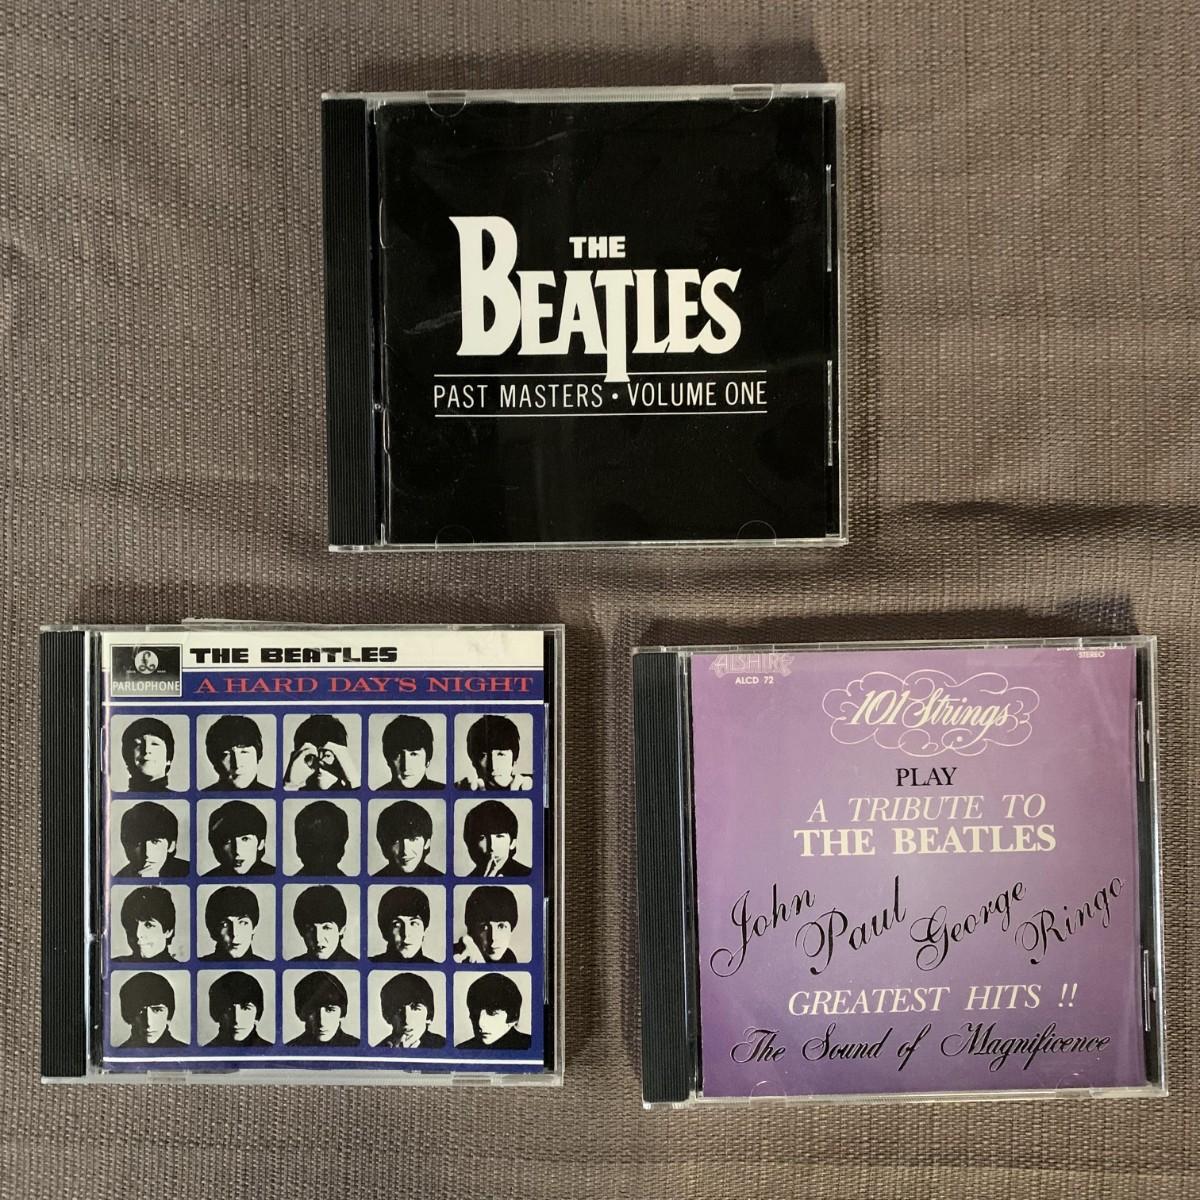 THE
BEATLES
PAST MASTERS • VOLUME ONE
PARLOPHONE
THE BEATLES
A HARD DAY'S NIGHT
ALSHIRE
ALCD 72
STEREO
101 Strings
PLAY
A TRIBUTE TO
THE BEATLES
John Paul George Ringo
GREATEST HITS !!
The Sound of Magnificence